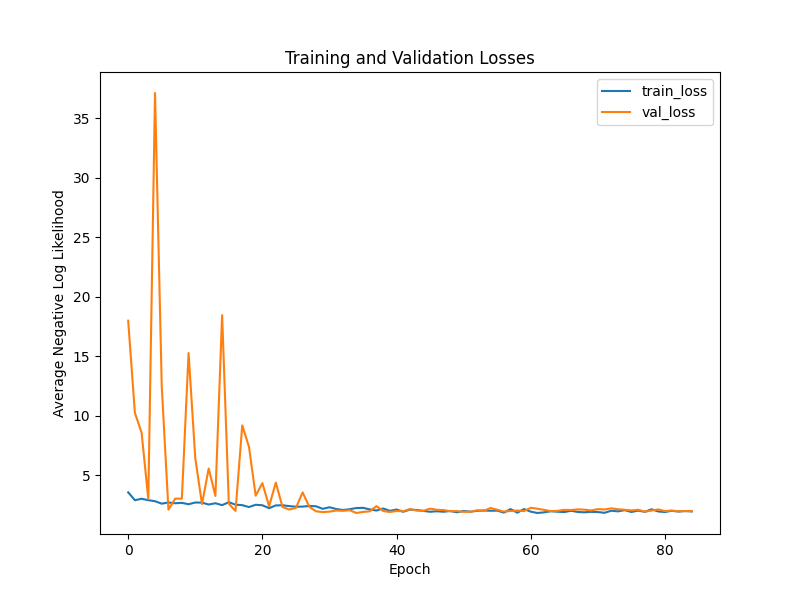 Training and Validation Losses
train_loss
val_loss
Average Negative Log Likelihood
35
30
25
20
15
10
5
0
20
40
60
80
Epoch